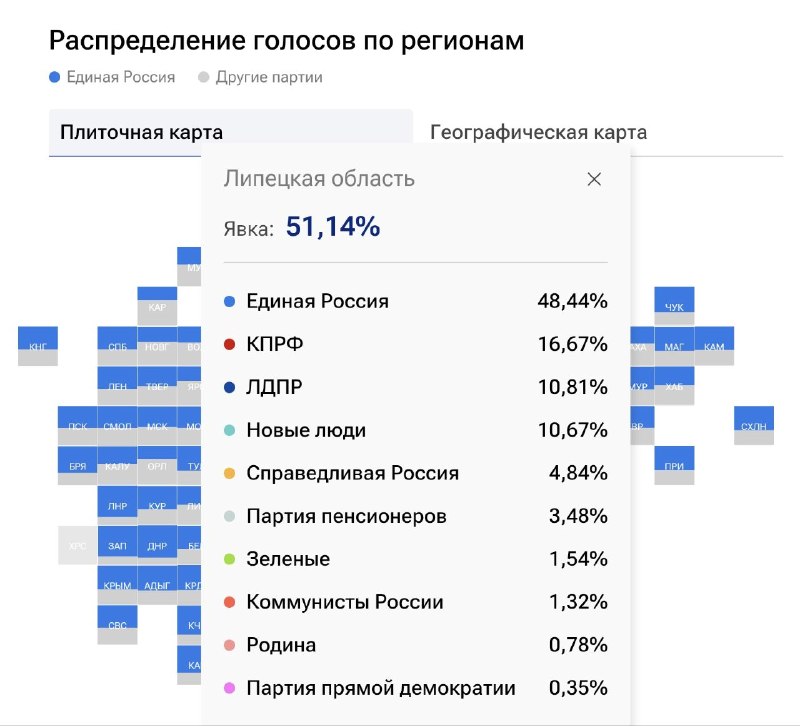 Распределение голосов по регионам
Единая Россия Другие партии
Плиточная карта Географическая карта
Липецкая область
Явка: 51,14%
Единая Россия 48,44%
КПРФ 16,67%
ЛДПР 10,81%
Новые люди 10,67%
Справедливая Россия 4,84%
Партия пенсионеров 3,48%
Зеленые 1,54%
Коммунисты России 1,32%
Родина 0,78%
Партия прямой демократии 0,35%
МУ
КАР ЧУК
КНГ СПБ НОВГ ВО АХА МАГ КАМ
ЛЕН ТВЕР ЯР МУР ХАБ
ПСК СМОЛ МСК МО ВР СХЛН
БРЯ КАЛУ ОРЛ ТУ ПРИ
ЛНР КУР ЛИ
ХРС ЗАП ДНР БЕ
КРЫМ АДЫГ КРД
СВС КЧ
КА